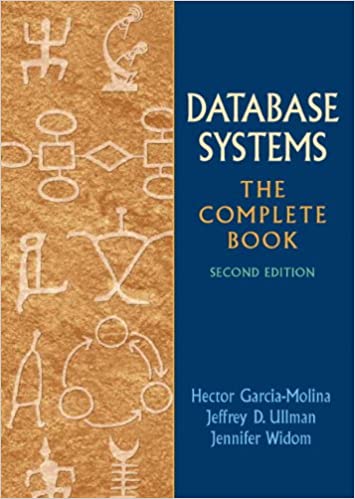 DATABASE
SYSTEMS
THE
COMPLETE
BOOK
SECOND EDITION
Hector Garcia-Molina
Jeffrey D. Ullman
Jennifer Widom